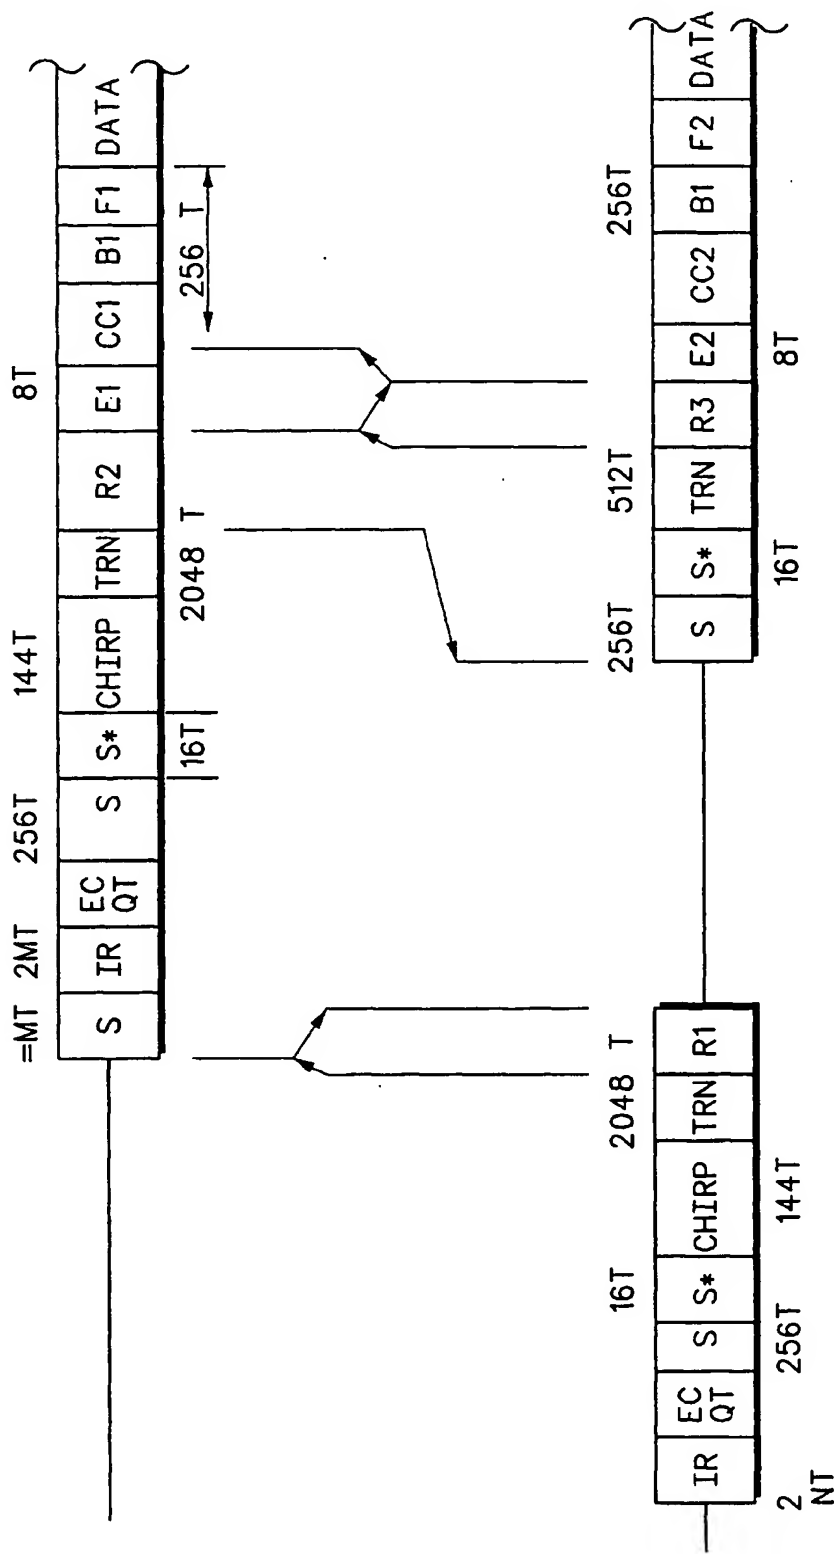 =MT 2MT 256T 144T 8T
S IR EC QT S S* CHIRP TRN R2 E1 CC1 B1 F1 DATA
16T 2048 T 256 T
16T 2048 T 256T 512T 256T
IR EC QT S S* CHIRP TRN R1 S S* TRN R3 E2 CC2 B1 F2 DATA
2 NT 256T 144T 16T 8T